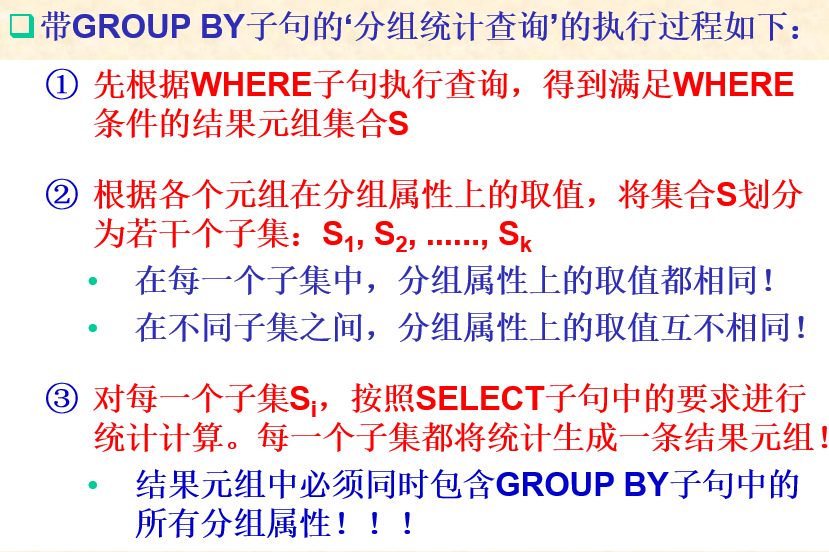 ❑带GROUP BY子句的‘分组统计查询’的执行过程如下：
① 先根据WHERE子句执行查询，得到满足WHERE
条件的结果元组集合S
② 根据各个元组在分组属性上的取值，将集合S划分
为若干个子集：S₁, S₂, ......, Sₖ
• 在每一个子集中，分组属性上的取值都相同！
• 在不同子集之间，分组属性上的取值互不相同！
③ 对每一个子集Sᵢ，按照SELECT子句中的要求进行
统计计算。每一个子集都将统计生成一条结果元组！
• 结果元组中必须同时包含GROUP BY子句中的
所有分组属性！！！